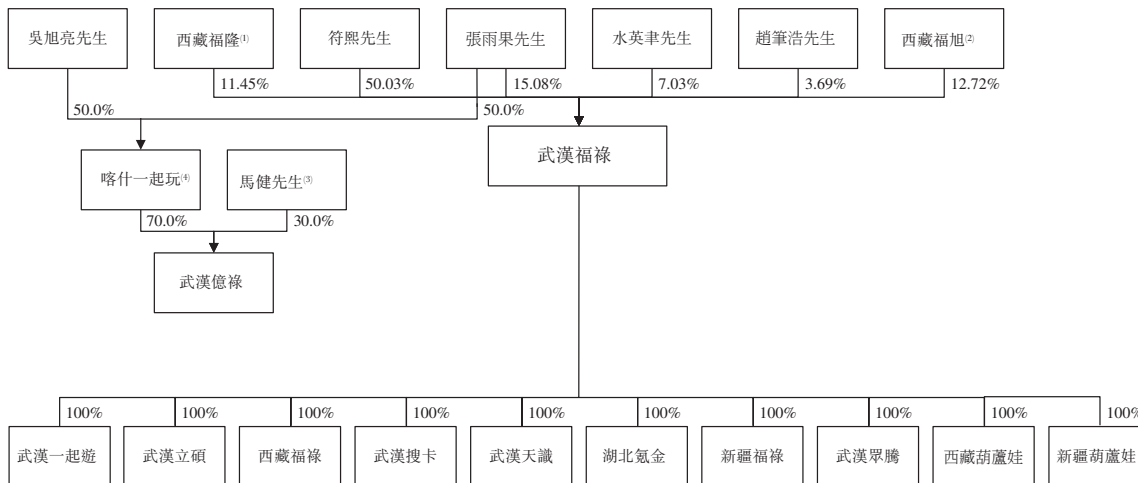 吳旭亮先生
西藏福隆(1)
符熙先生
張雨果先生
水英聿先生
趙筆浩先生
西藏福旭(2)
11.45%
50.03%
15.08%
7.03%
3.69%
12.72%
50.0%
50.0%
武漢福祿
喀什一起玩(4)
馬健先生(3)
70.0%
30.0%
武漢億祿
100%
100%
100%
100%
100%
100%
100%
100%
100%
100%
武漢一起遊
武漢立碩
西藏福祿
武漢搜卡
武漢天識
湖北氪金
新疆福祿
武漢眾騰
西藏葫蘆娃
新疆葫蘆娃